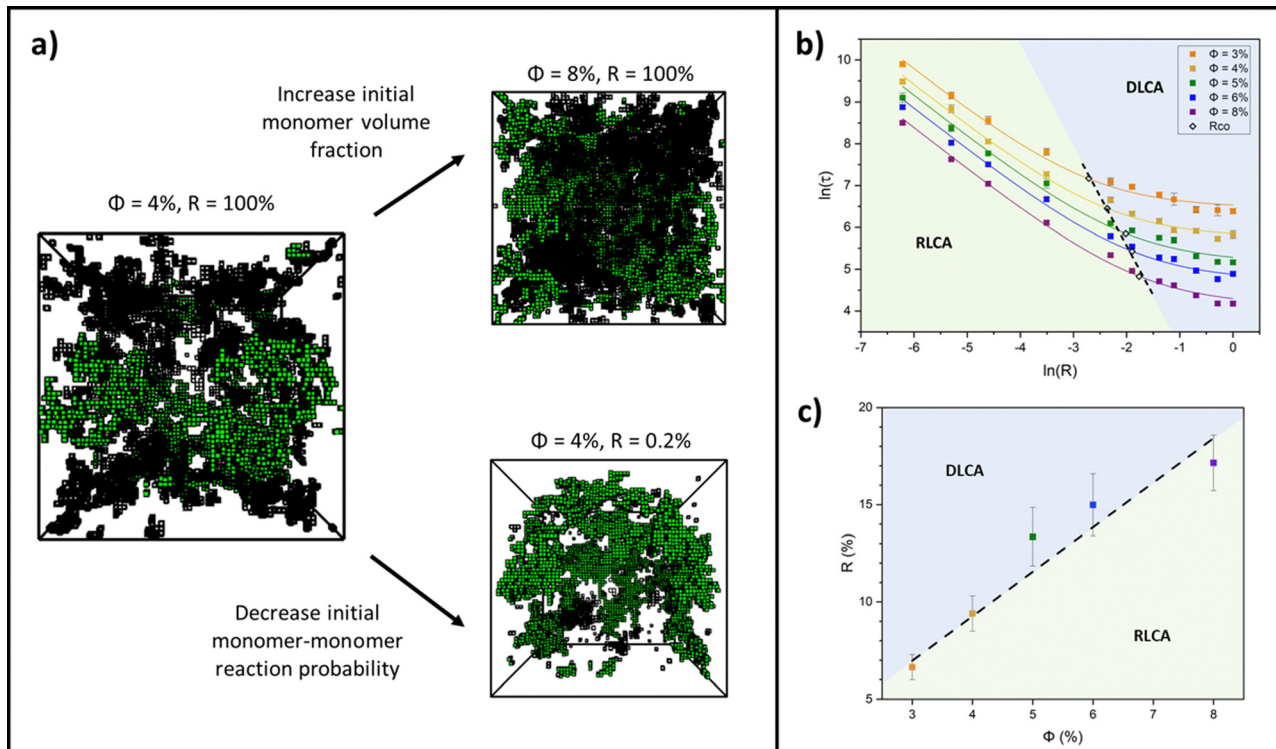 a)
Φ = 4%, R = 100%
Increase initial
monomer volume
fraction
Φ = 8%, R = 100%
Decrease initial
monomer-monomer
reaction probability
Φ = 4%, R = 0.2%
b)
ln(τ)
10
9
8
7
6
5
4
RLCA
DLCA
Φ = 3%
Φ = 4%
Φ = 5%
Φ = 6%
Φ = 8%
Rco
-7 -6 -5 -4 -3 -2 -1 0
ln(R)
c)
R (%)
20
15
10
5
DLCA
RLCA
3 4 5 6 7 8
Φ (%)